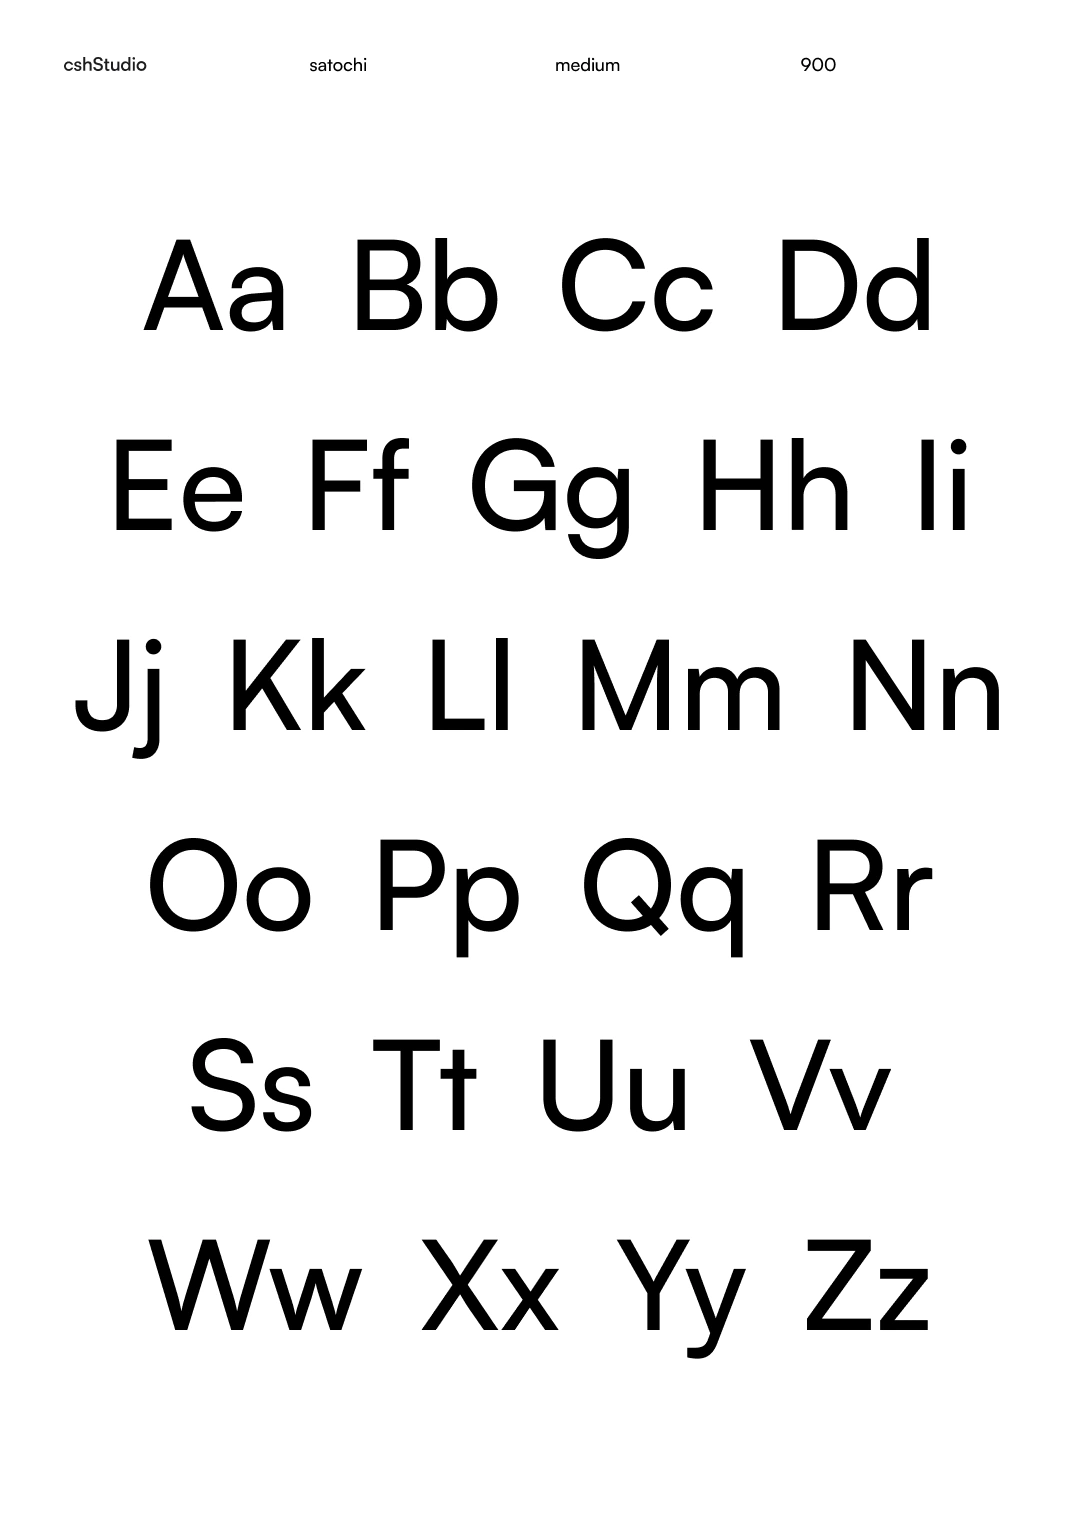 cshStudio satochi medium 900
Aa Bb Cc Dd
Ee Ff Gg Hh Ii
Jj Kk Ll Mm Nn
Oo Pp Qq Rr
Ss Tt Uu Vv
Ww Xx Yy Zz